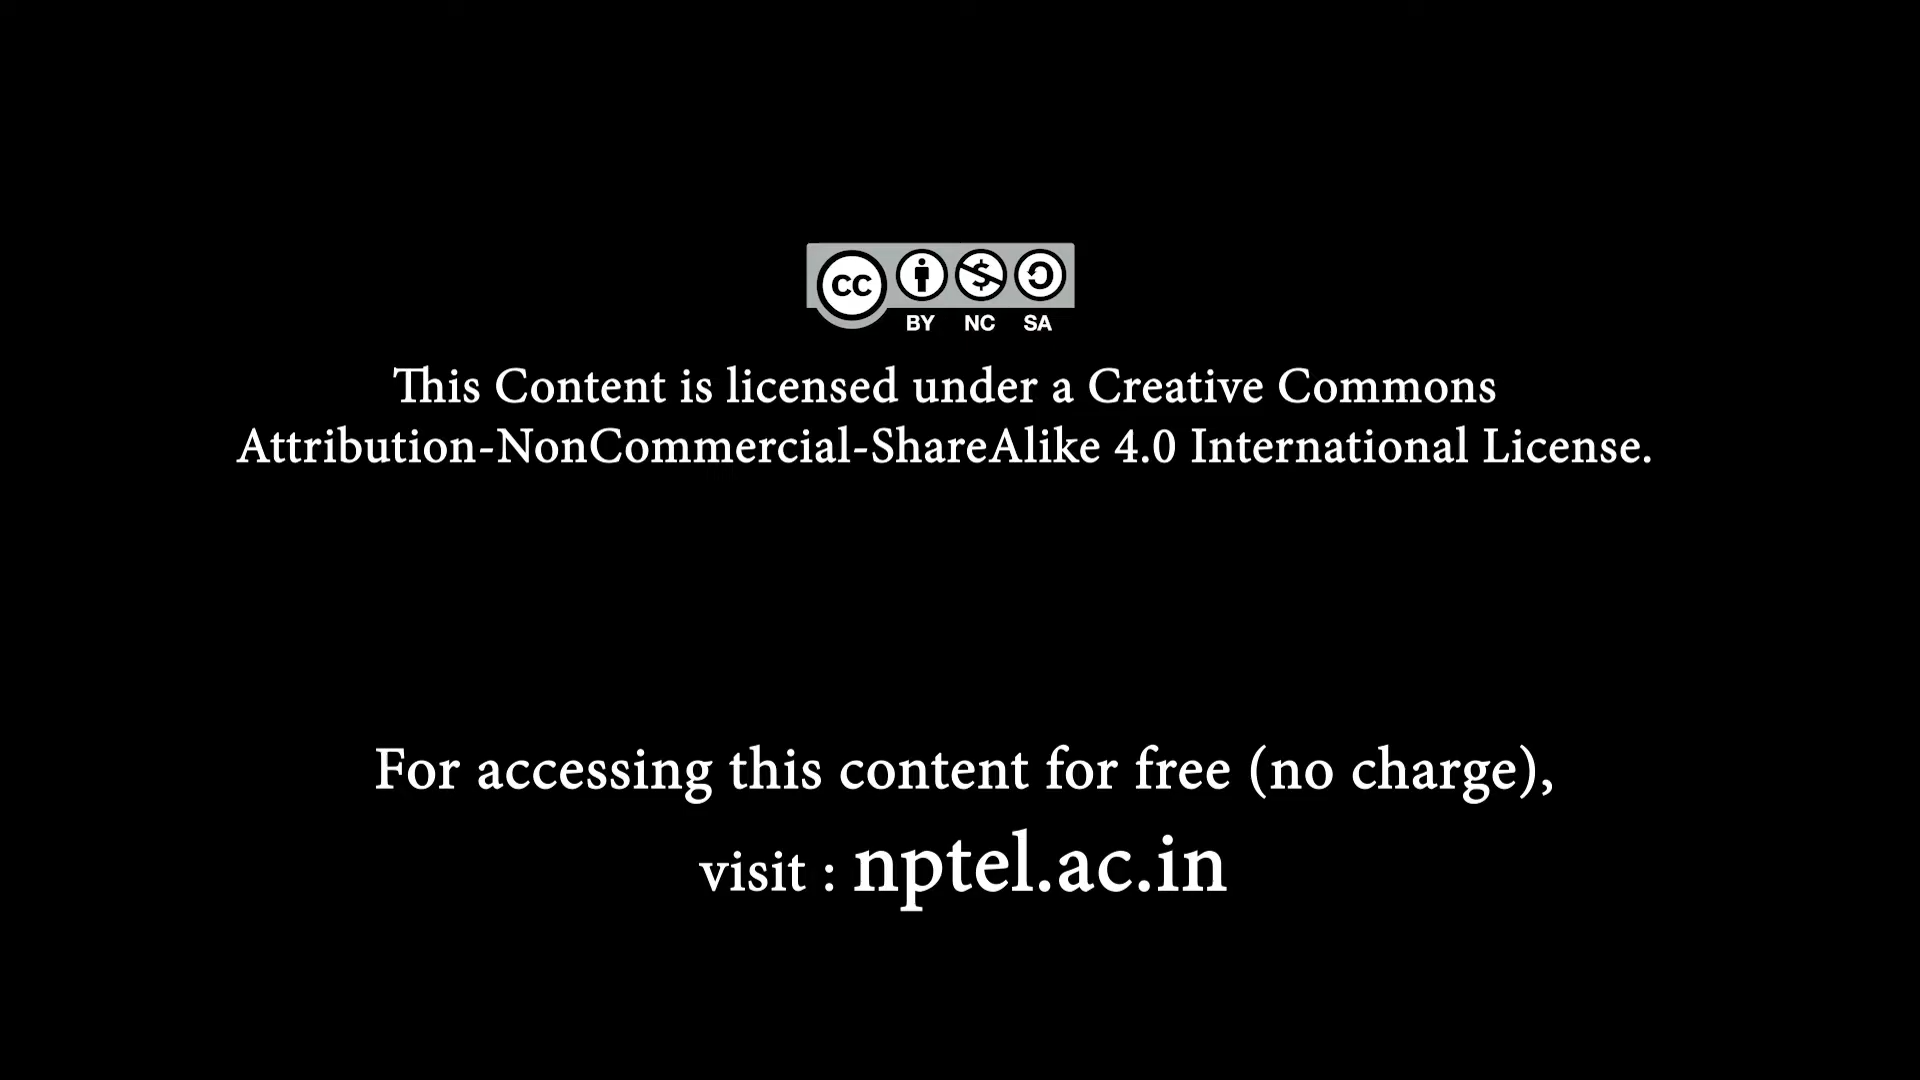 cc
BY NC SA
This Content is licensed under a Creative Commons
Attribution-NonCommercial-ShareAlike 4.0 International License.
For accessing this content for free (no charge),
visit : nptel.ac.in